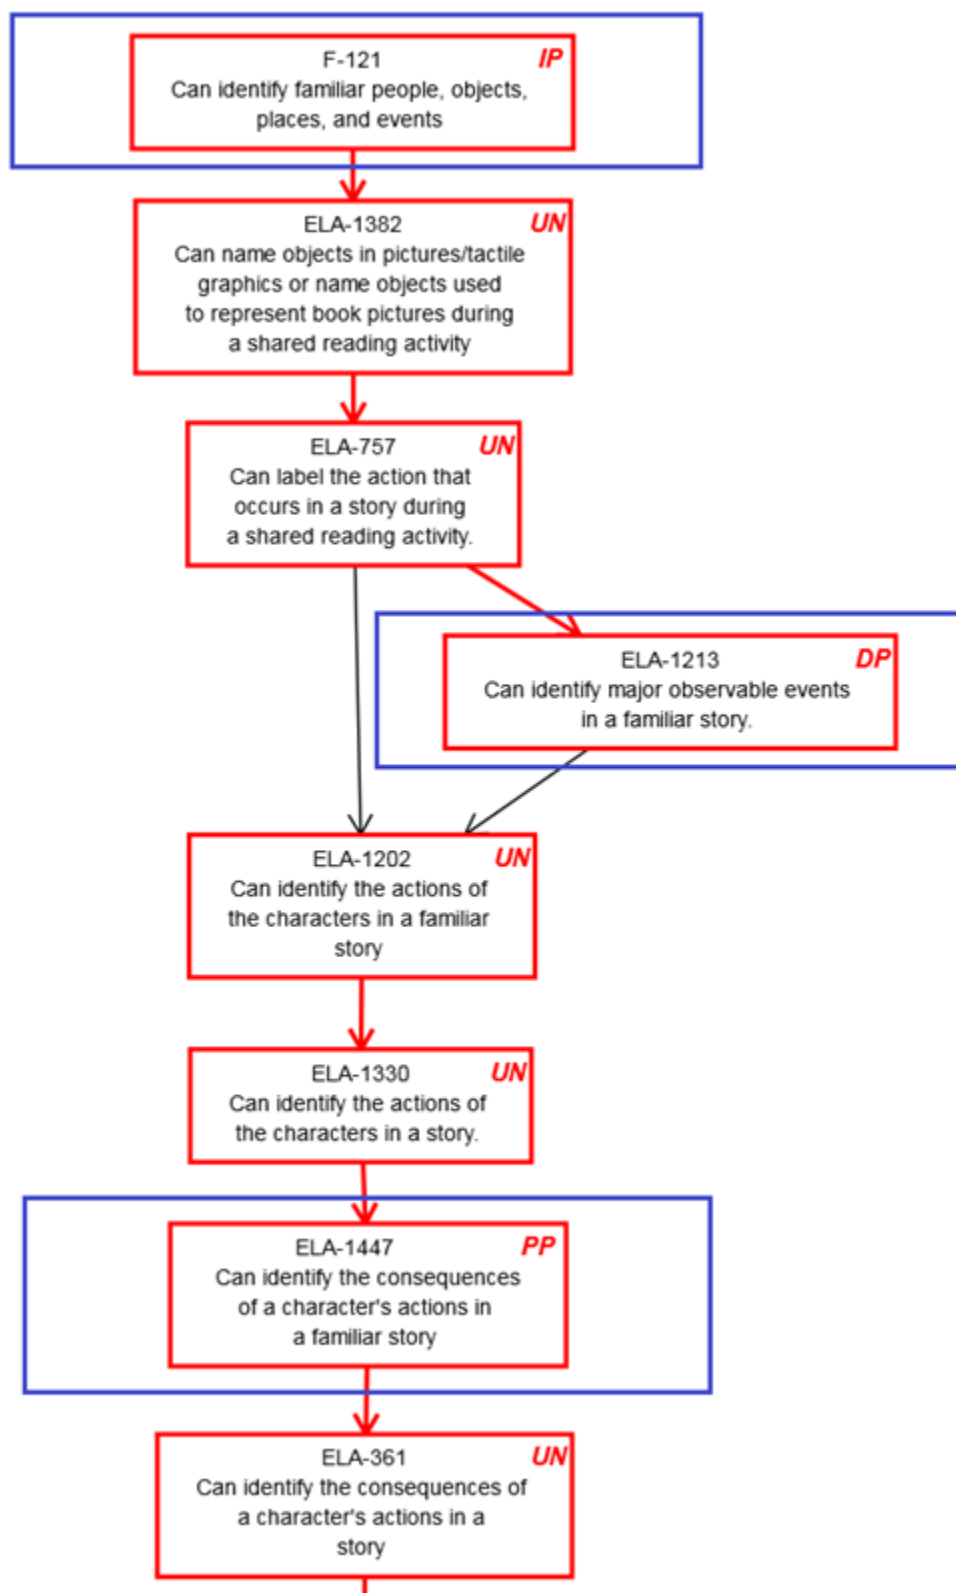 F-121 IP
Can identify familiar people, objects,
places, and events
ELA-1382 UN
Can name objects in pictures/tactile
graphics or name objects used
to represent book pictures during
a shared reading activity
ELA-757 UN
Can label the action that
occurs in a story during
a shared reading activity.
ELA-1213 DP
Can identify major observable events
in a familiar story.
ELA-1202 UN
Can identify the actions of
the characters in a familiar
story
ELA-1330 UN
Can identify the actions of
the characters in a story.
ELA-1447 PP
Can identify the consequences
of a character's actions in
a familiar story
ELA-361 UN
Can identify the consequences of
a character's actions in a
story